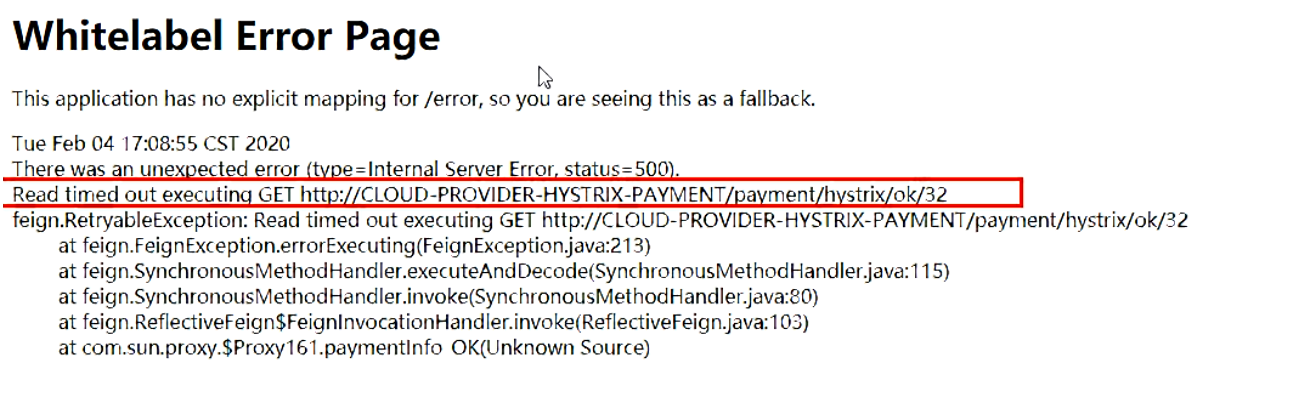 Whitelabel Error Page
This application has no explicit mapping for /error, so you are seeing this as a fallback.
Tue Feb 04 17:08:55 CST 2020
There was an unexpected error (type=Internal Server Error, status=500).
Read timed out executing GET http://CLOUD-PROVIDER-HYSTRIX-PAYMENT/payment/hystrix/ok/32
feign.RetryableException: Read timed out executing GET http://CLOUD-PROVIDER-HYSTRIX-PAYMENT/payment/hystrix/ok/32
at feign.FeignException.errorExecuting(FeignException.java:213)
at feign.SynchronousMethodHandler.executeAndDecode(SynchronousMethodHandler.java:115)
at feign.SynchronousMethodHandler.invoke(SynchronousMethodHandler.java:80)
at feign.ReflectiveFeign$FeignInvocationHandler.invoke(ReflectiveFeign.java:103)
at com.sun.proxy.$Proxy161.paymentInfo_OK(Unknown Source)